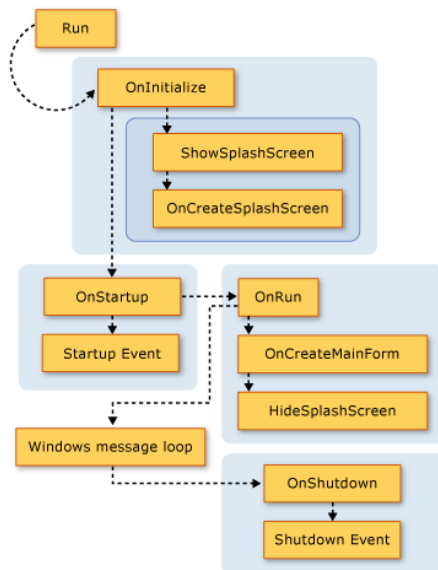 Run
OnInitialize
ShowSplashScreen
OnCreateSplashScreen
OnStartup
OnRun
Startup Event
OnCreateMainForm
HideSplashScreen
Windows message loop
OnShutdown
Shutdown Event